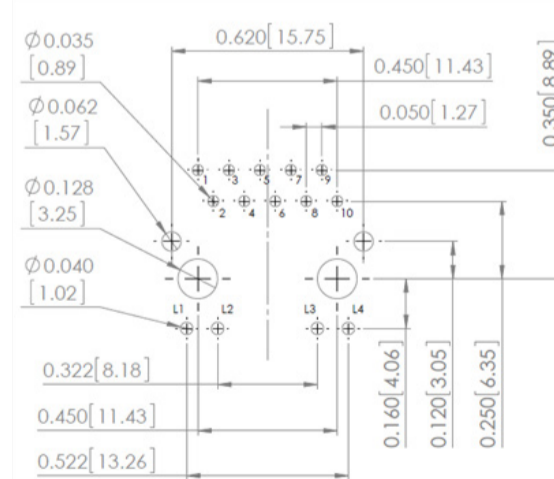 0.620[15.75]
Ø0.035
[0.89]
0.450[11.43]
0.350[8.89]
Ø0.062
[1.57]
0.050[1.27]
1 3 5 7 9
Ø0.128
[3.25]
2 4 6 8 10
Ø0.040
[1.02]
L1 L2 L3 L4
0.322[8.18]
0.160[4.06]
0.120[3.05]
0.250[6.35]
0.450[11.43]
0.522[13.26]